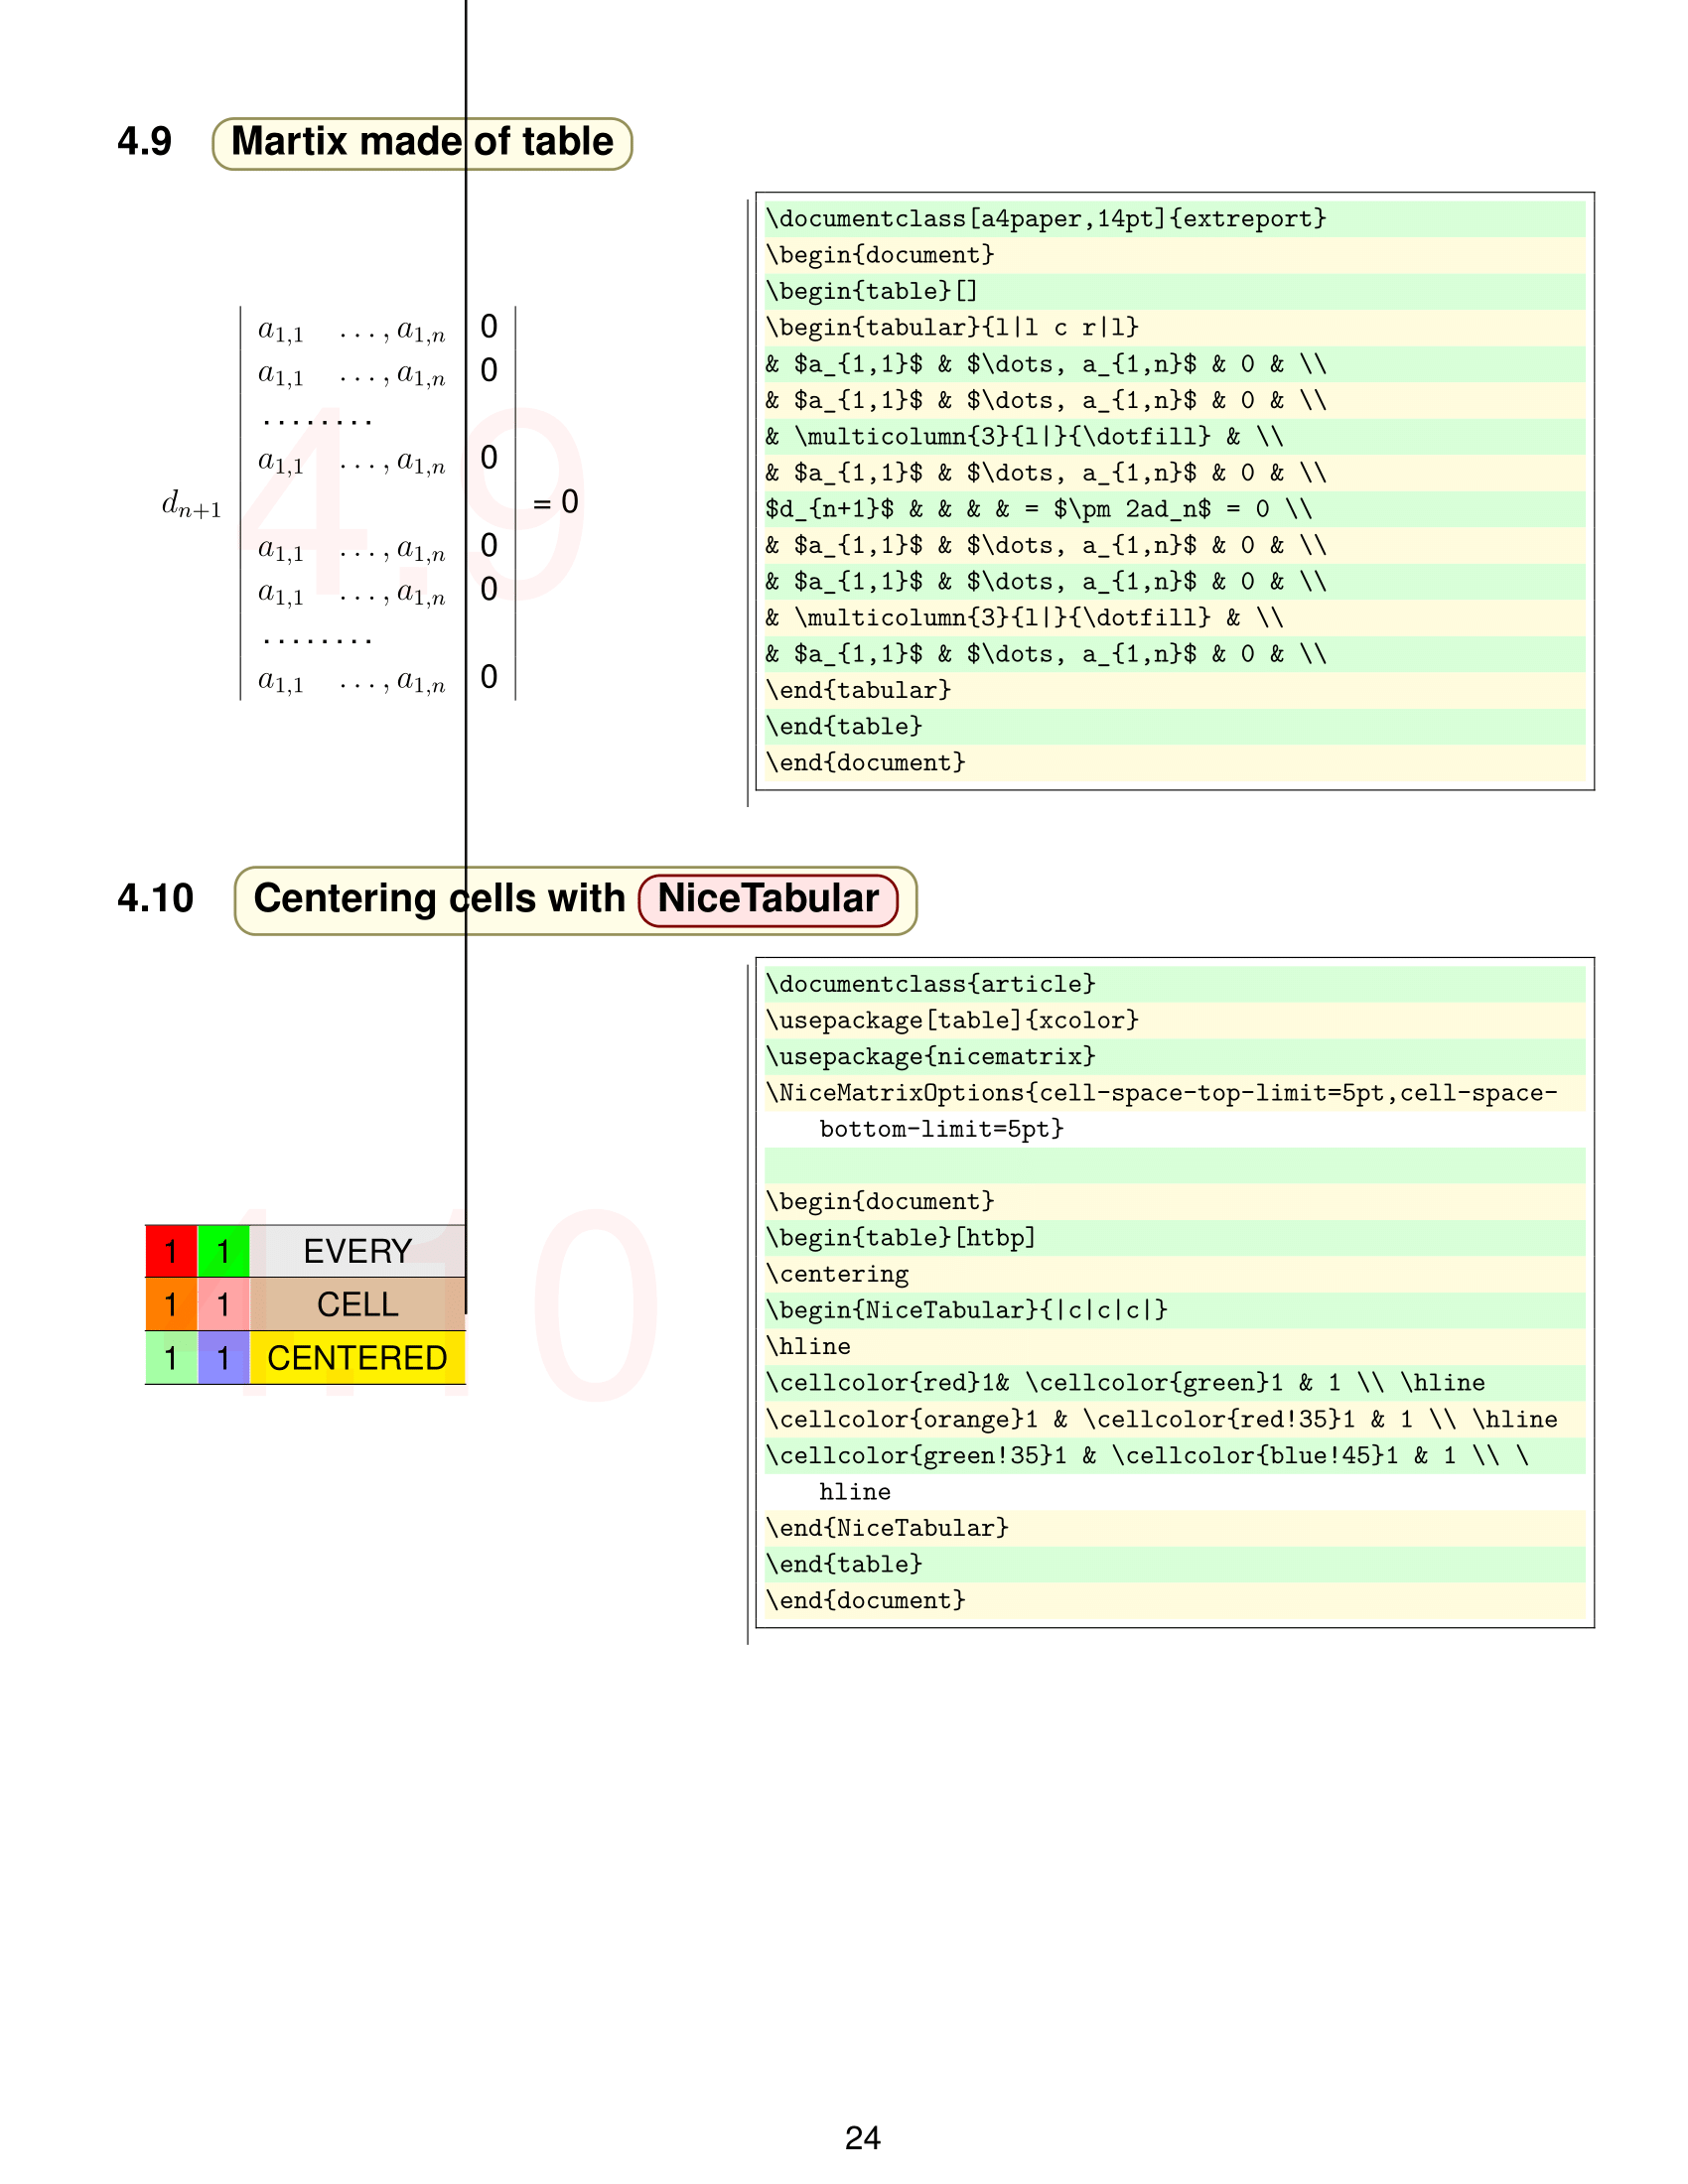 4.9 Martix made of table
a_{1,1} …, a_{1,n} 0
a_{1,1} …, a_{1,n} 0
........
a_{1,1} …, a_{1,n} 0
d_{n+1} = 0
a_{1,1} …, a_{1,n} 0
a_{1,1} …, a_{1,n} 0
........
a_{1,1} …, a_{1,n} 0
4.9
\documentclass[a4paper,14pt]{extreport}
\begin{document}
\begin{table}[]
\begin{tabular}{l|l c r|l}
& $a_{1,1}$ & $\dots, a_{1,n}$ & 0 & \\
& $a_{1,1}$ & $\dots, a_{1,n}$ & 0 & \\
& \multicolumn{3}{l|}{\dotfill} & \\
& $a_{1,1}$ & $\dots, a_{1,n}$ & 0 & \\
$d_{n+1}$ & & & & = $\pm 2ad_n$ = 0 \\
& $a_{1,1}$ & $\dots, a_{1,n}$ & 0 & \\
& $a_{1,1}$ & $\dots, a_{1,n}$ & 0 & \\
& \multicolumn{3}{l|}{\dotfill} & \\
& $a_{1,1}$ & $\dots, a_{1,n}$ & 0 & \\
\end{tabular}
\end{table}
\end{document}
4.10 Centering cells with NiceTabular
1 1 EVERY
1 1 CELL
1 1 CENTERED
4.10
\documentclass{article}
\usepackage[table]{xcolor}
\usepackage{nicematrix}
\NiceMatrixOptions{cell-space-top-limit=5pt,cell-space-
bottom-limit=5pt}
\begin{document}
\begin{table}[htbp]
\centering
\begin{NiceTabular}{|c|c|c|}
\hline
\cellcolor{red}1& \cellcolor{green}1 & 1 \\ \hline
\cellcolor{orange}1 & \cellcolor{red!35}1 & 1 \\ \hline
\cellcolor{green!35}1 & \cellcolor{blue!45}1 & 1 \\ \
hline
\end{NiceTabular}
\end{table}
\end{document}
24